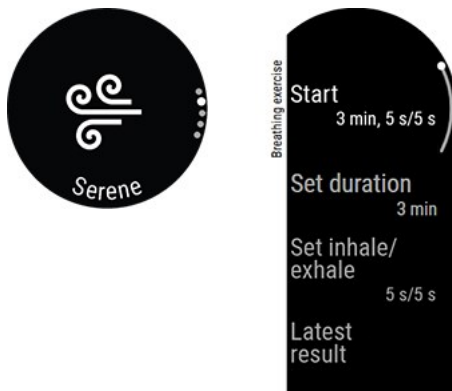 Serene
Breathing exercise
Start
3 min, 5 s/5 s
Set duration
3 min
Set inhale/
exhale
5 s/5 s
Latest
result